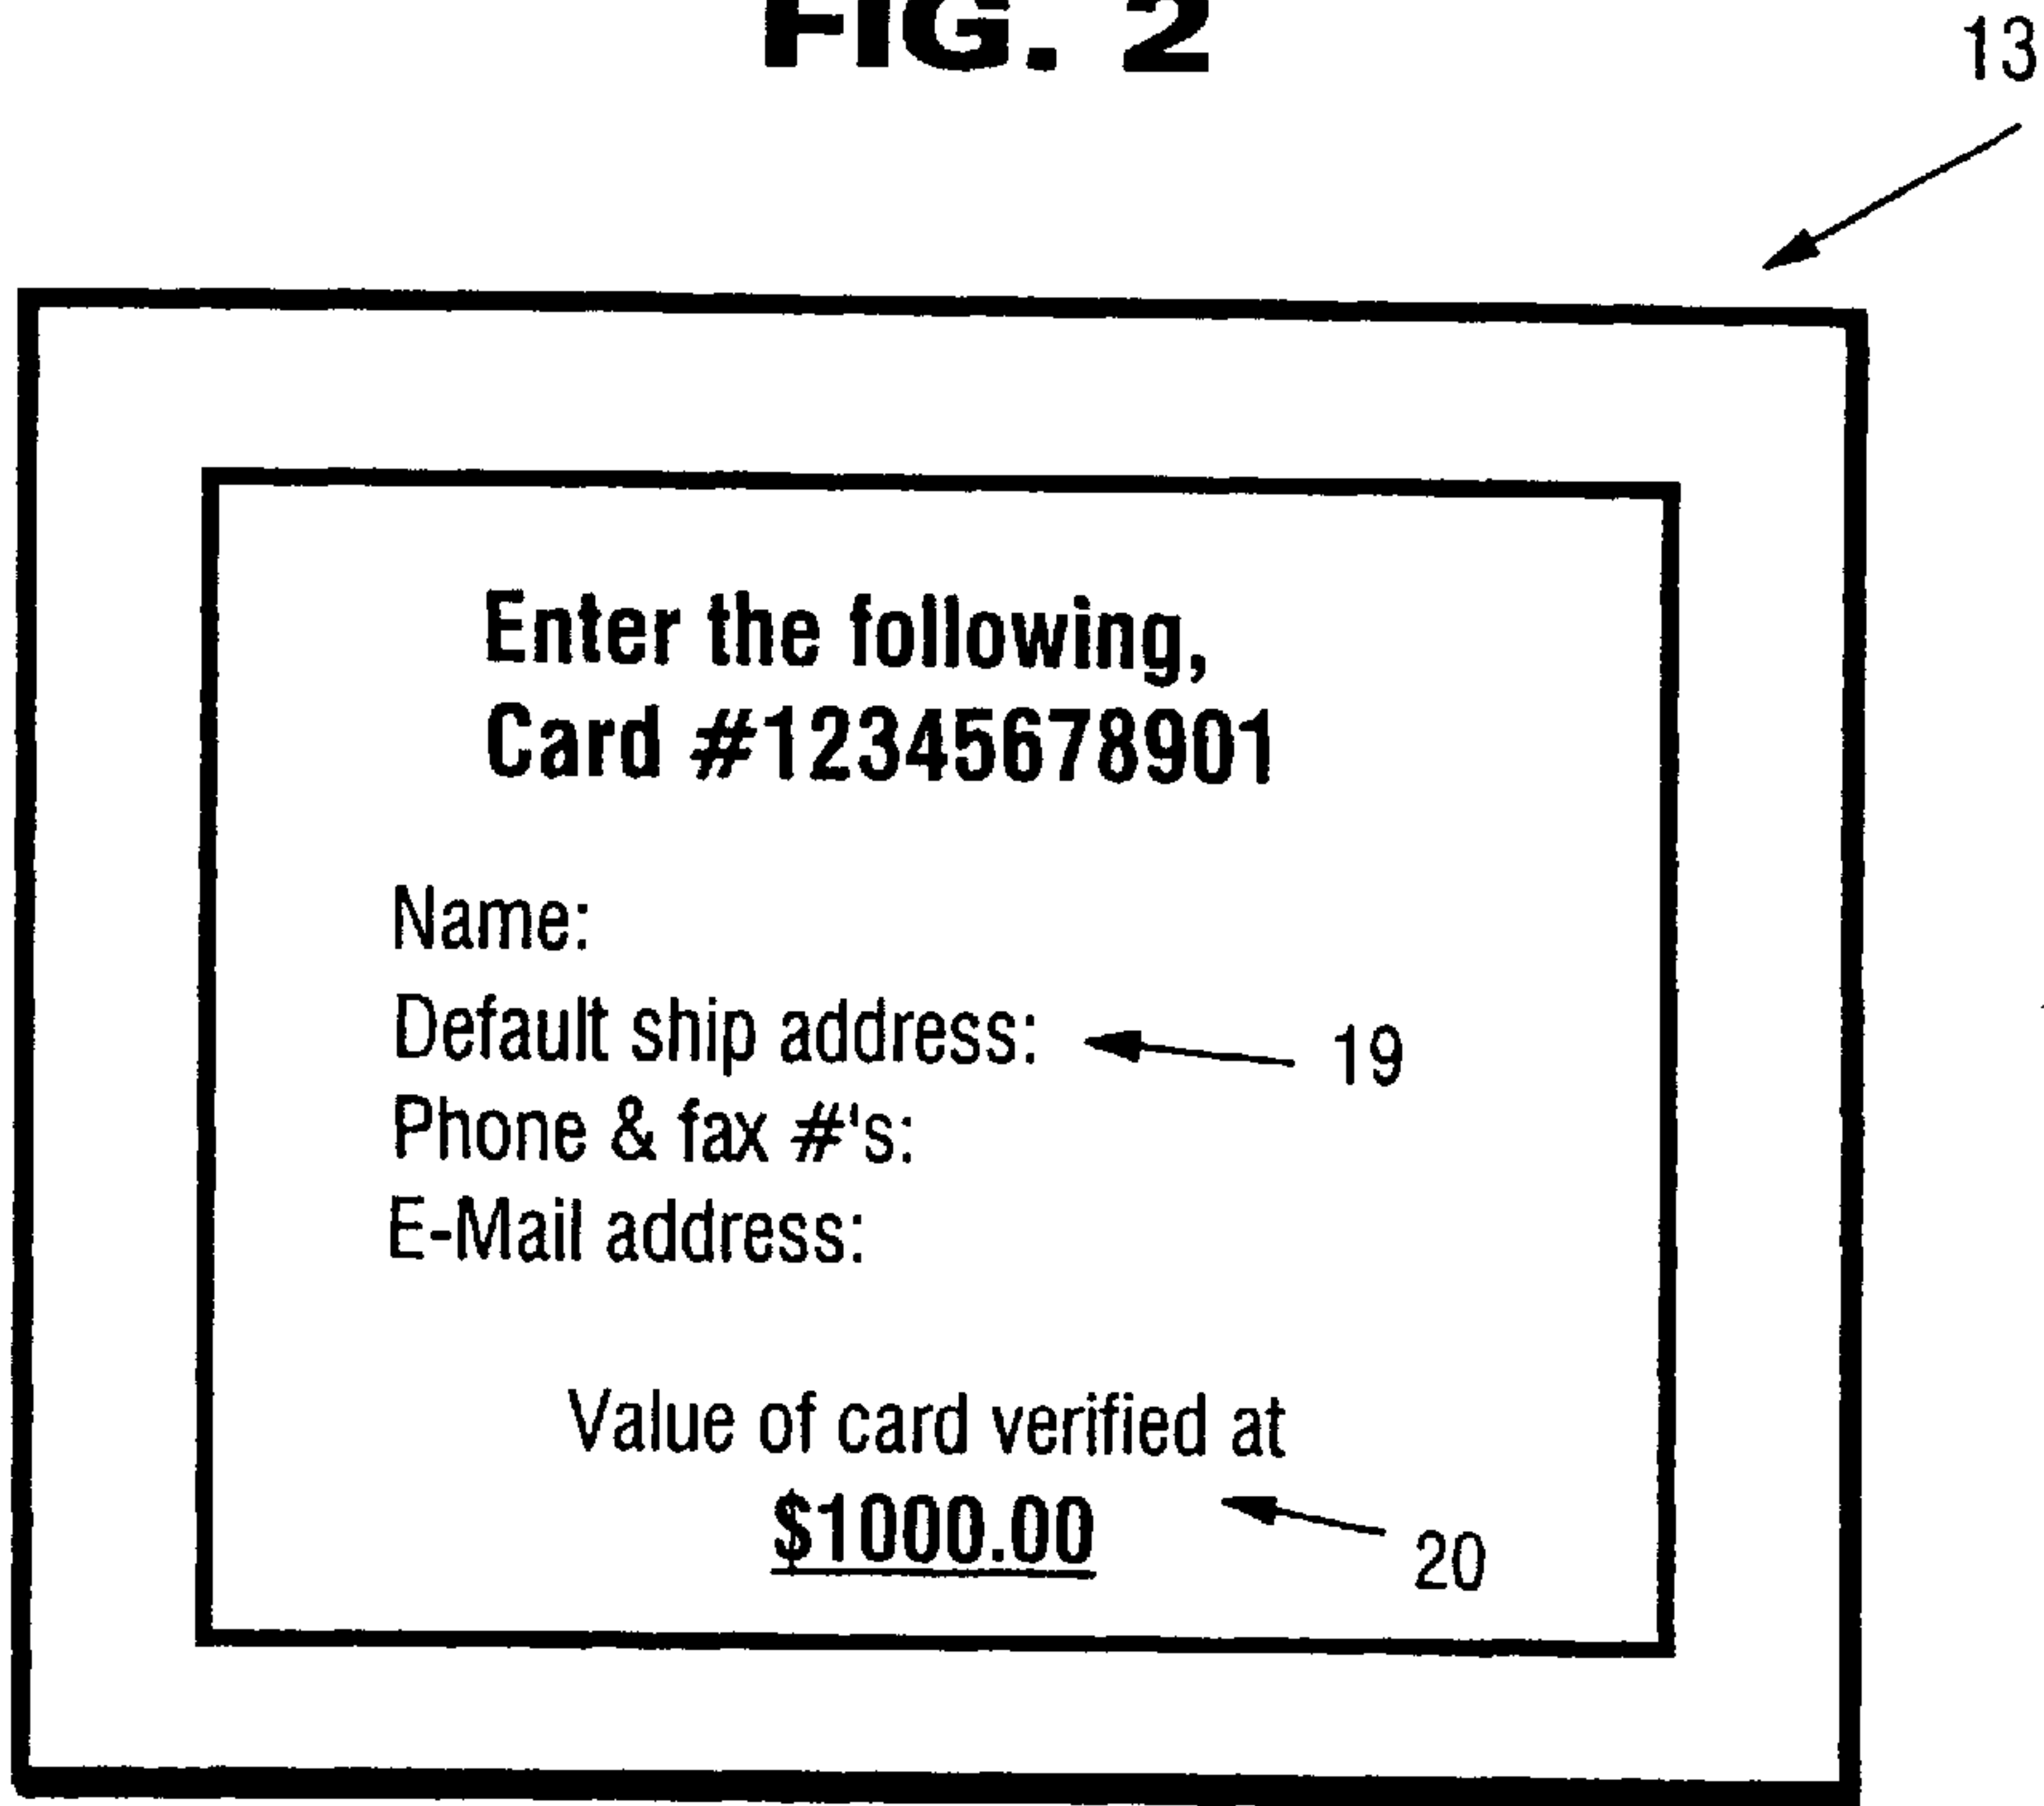 FIG. 2
13
Enter the following,
Card #12345678901
Name:
Default ship address:
19
Phone & fax #'s:
E-Mail address:
Value of card verified at
$1000.00
20